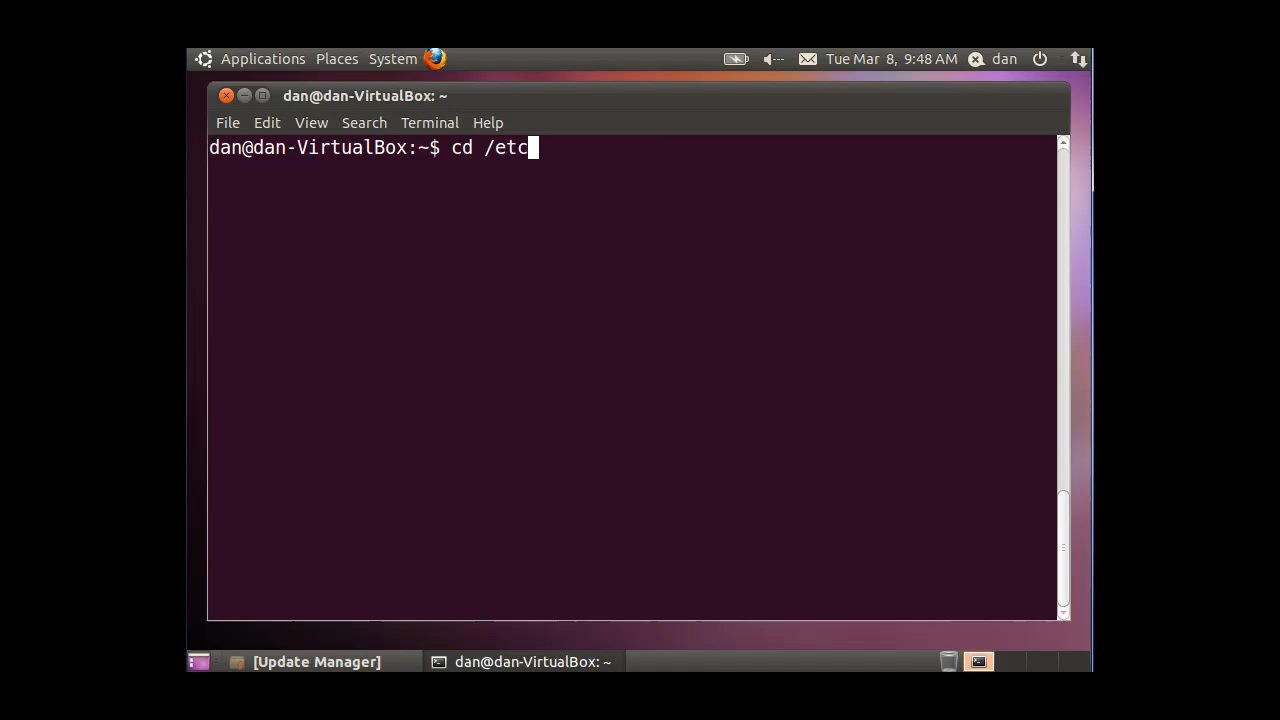 Applications Places System Tue Mar 8, 9:48 AM dan
dan@dan-VirtualBox: ~
File Edit View Search Terminal Help
dan@dan-VirtualBox:~$ cd /etc
[Update Manager] dan@dan-VirtualBox: ~